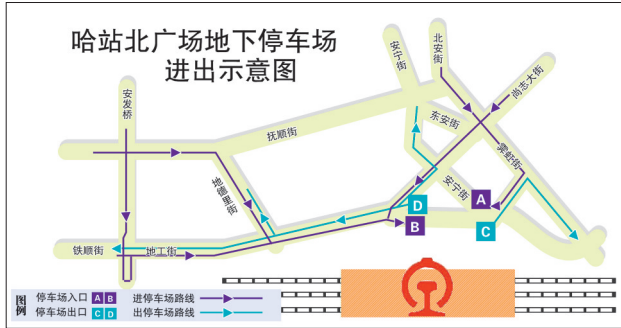 哈站北广场地下停车场
进出示意图
安宁街
北安街
尚志大街
安发桥
东安街
抚顺街
霁虹街
地德里街
安宁街
A
D
B
C
铁顺街
地工街
图例
停车场入口 A B 进停车场路线
停车场出口 C D 出停车场路线